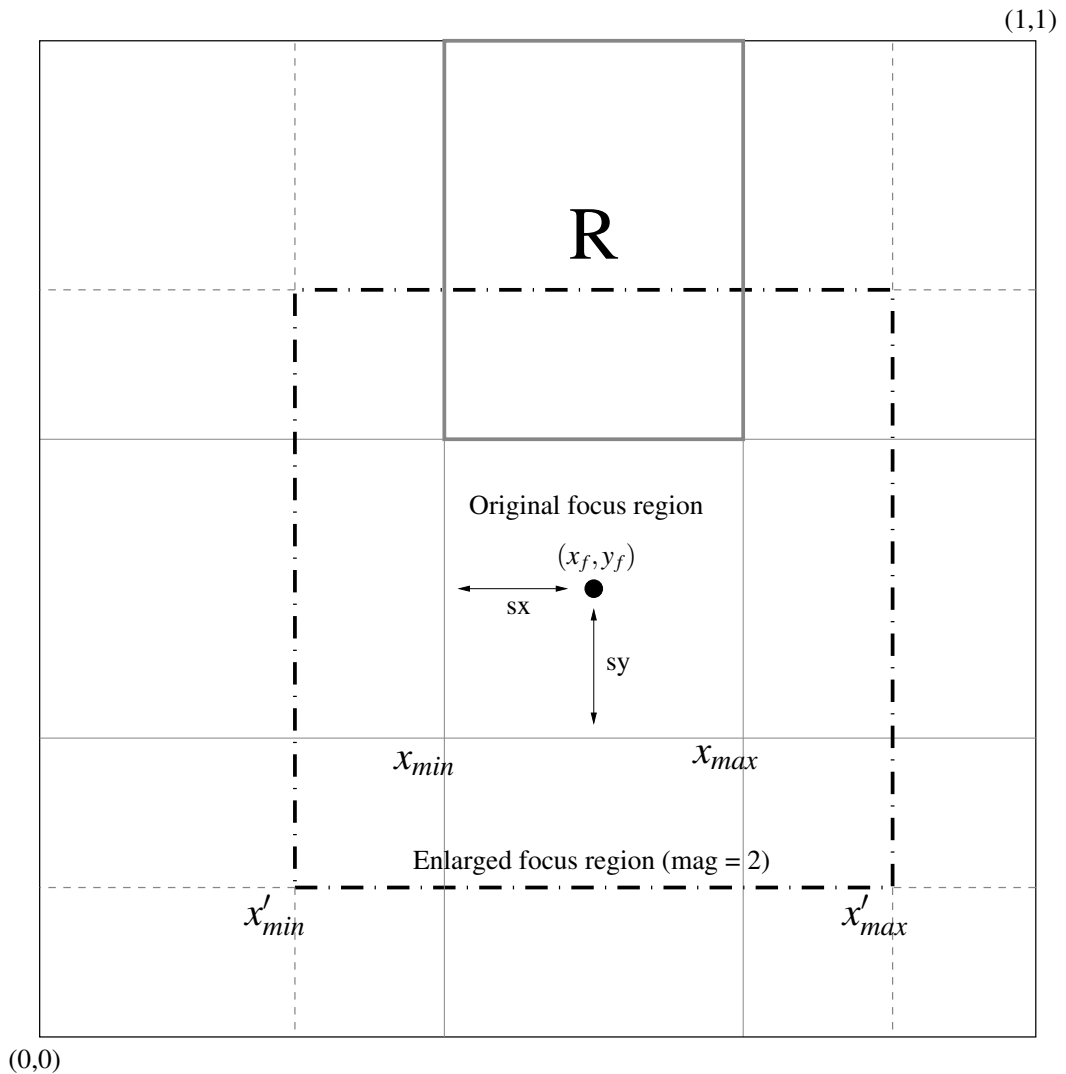 (1,1)
R
Original focus region
(x_f, y_f)
sx
sy
x_min
x_max
Enlarged focus region (mag = 2)
x'_min
x'_max
(0,0)